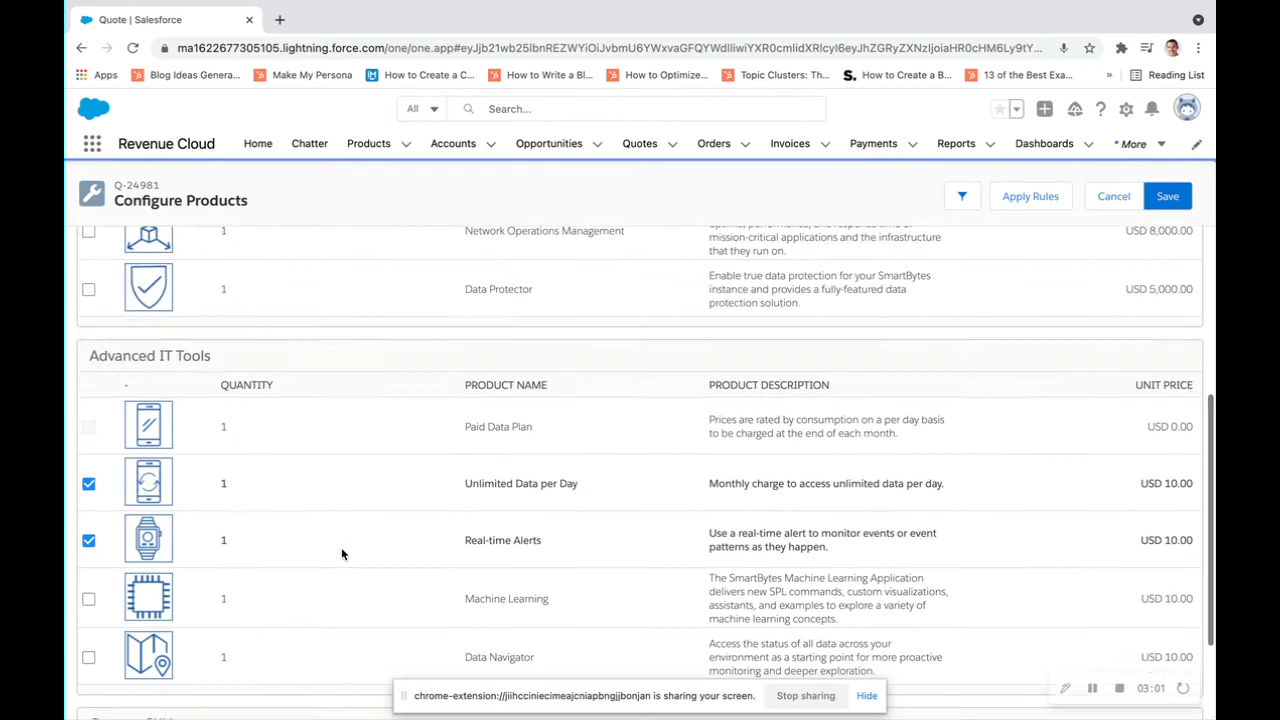 Quote | Salesforce
ma1622677305105.lightning.force.com/one/one.app#eyJjb21wb25lbnREZWYiOiJvbmU6YWxvaGFQYWdlIiwiYXR0cmlidXRlcyI6eyJhZGRyZXNzIjoiaHR0cHM6Ly9tY...
Apps Blog Ideas Genera... Make My Persona How to Create a C... How to Write a Bl... How to Optimize... Topic Clusters: Th... How to Create a B... 13 of the Best Exa... » Reading List
All Search...
Revenue Cloud Home Chatter Products Accounts Opportunities Quotes Orders Invoices Payments Reports Dashboards * More
Q-24981
Configure Products Apply Rules Cancel Save
1 Network Operations Management mission-critical applications and the infrastructure that they run on. USD 8,000.00
1 Data Protector Enable true data protection for your SmartBytes instance and provides a fully-featured data protection solution. USD 5,000.00
Advanced IT Tools
- QUANTITY PRODUCT NAME PRODUCT DESCRIPTION UNIT PRICE
1 Paid Data Plan Prices are rated by consumption on a per day basis to be charged at the end of each month. USD 0.00
1 Unlimited Data per Day Monthly charge to access unlimited data per day. USD 10.00
1 Real-time Alerts Use a real-time alert to monitor events or event patterns as they happen. USD 10.00
1 Machine Learning The SmartBytes Machine Learning Application delivers new SPL commands, custom visualizations, assistants, and examples to explore a variety of machine learning concepts. USD 10.00
1 Data Navigator Access the status of all data across your environment as a starting point for more proactive monitoring and deeper exploration. USD 10.00
chrome-extension://jiihcciniecimeajcniapbngjjbonjan is sharing your screen. Stop sharing Hide
03:01